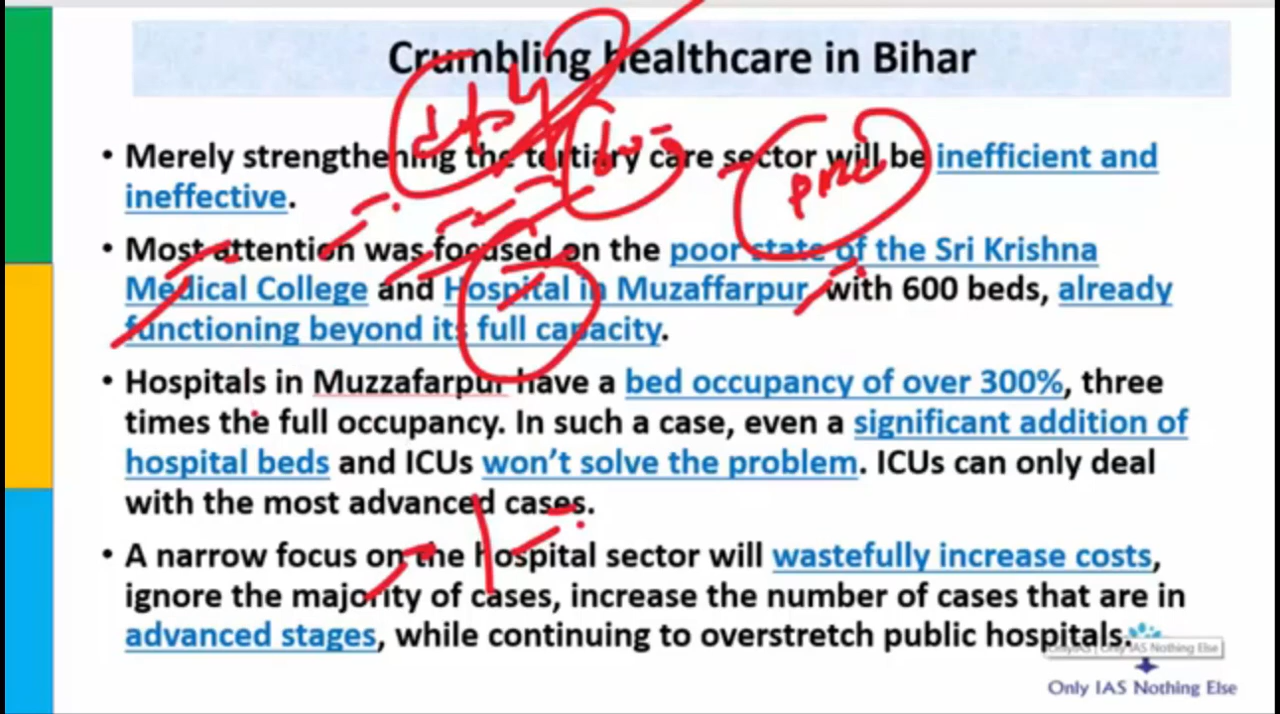 Crumbling healthcare in Bihar
• Merely strengthening the tertiary care sector will be inefficient and
ineffective.
• Most attention was focused on the poor state of the Sri Krishna
Medical College and Hospital in Muzaffarpur, with 600 beds, already
functioning beyond its full capacity.
• Hospitals in Muzzafarpur have a bed occupancy of over 300%, three
times the full occupancy. In such a case, even a significant addition of
hospital beds and ICUs won't solve the problem. ICUs can only deal
with the most advanced cases.
• A narrow focus on the hospital sector will wastefully increase costs,
ignore the majority of cases, increase the number of cases that are in
advanced stages, while continuing to overstretch public hospitals.
OnlyIAS | Only IAS Nothing Else
Only IAS Nothing Else